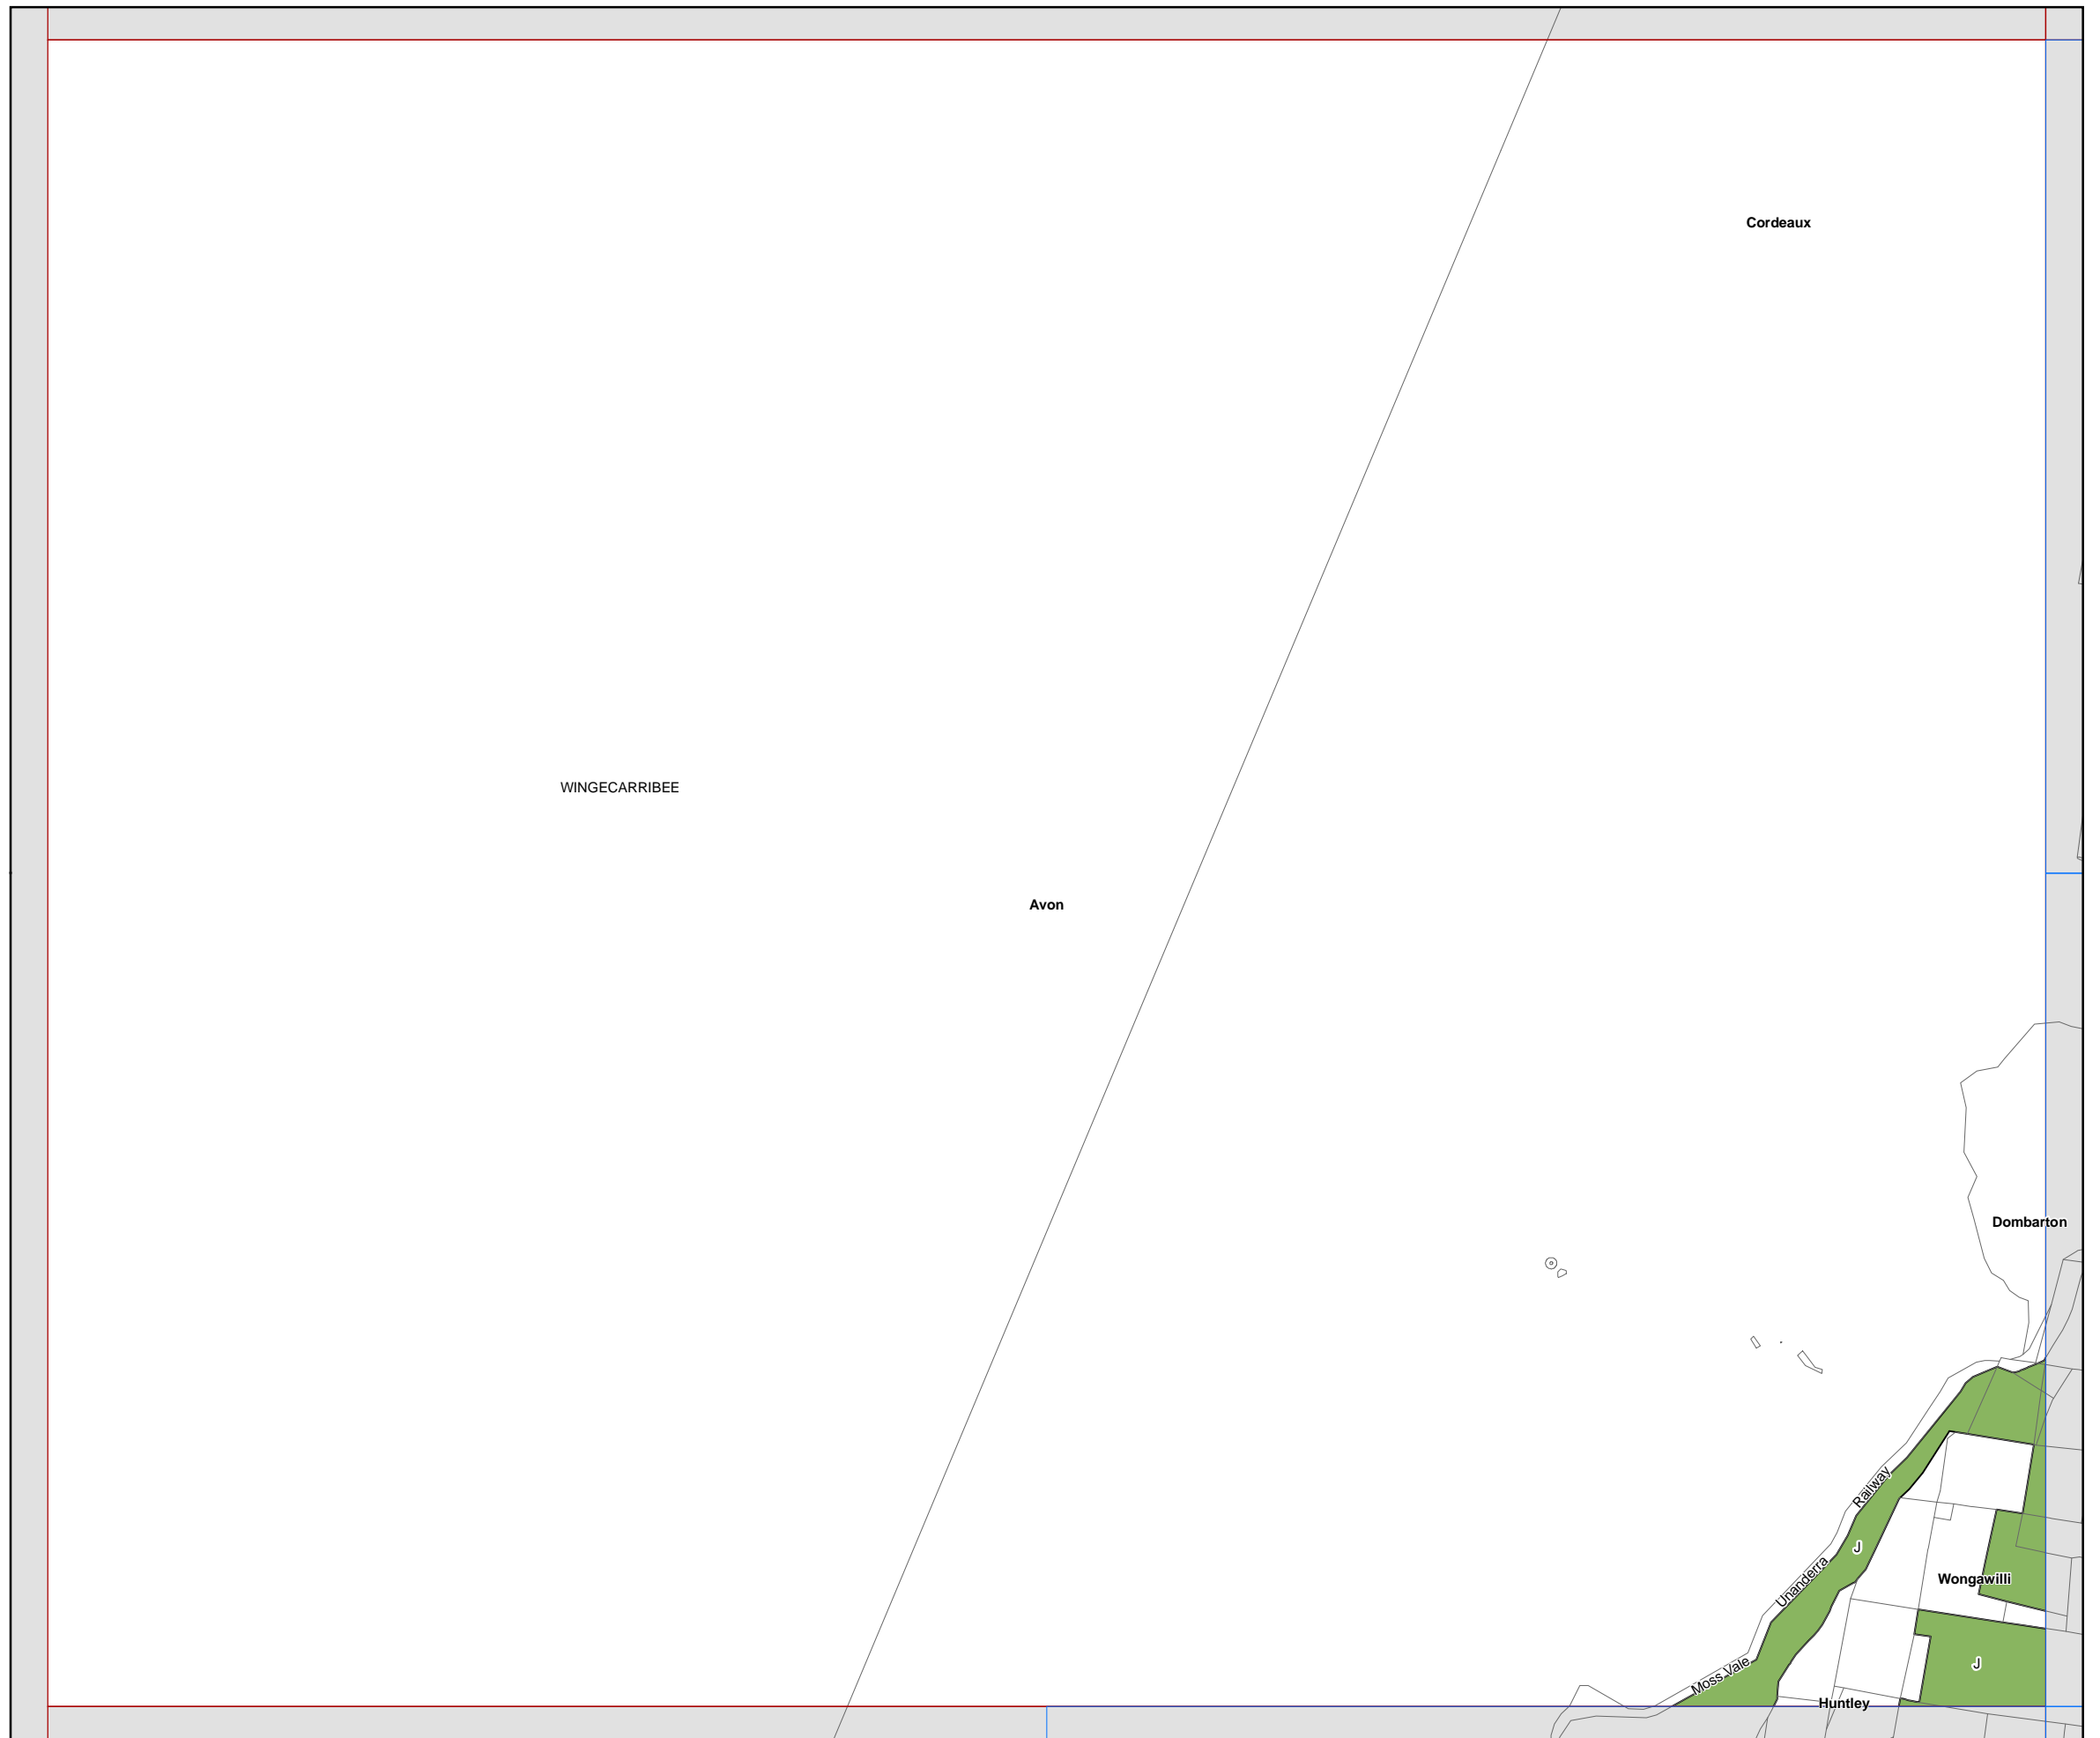 Cordeaux
WINGECARRIBEE
Avon
Dombarton
Railway
J
Unanderra
Wongawilli
J
Moss Vale
Huntley